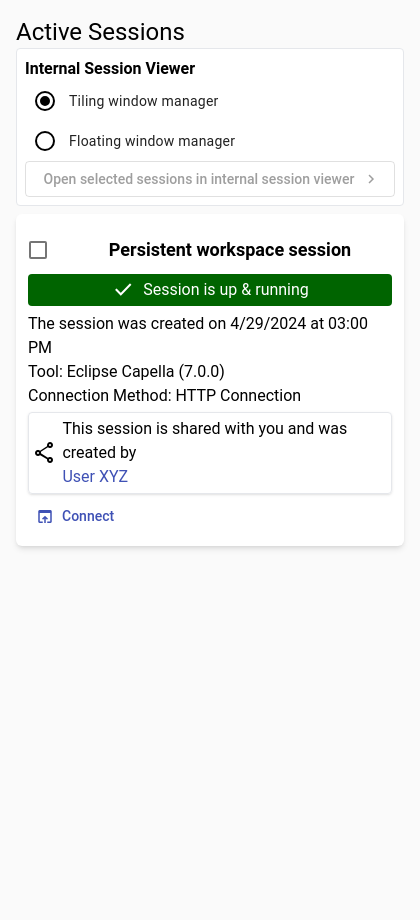 Active Sessions
Internal Session Viewer
Tiling window manager
Floating window manager
Open selected sessions in internal session viewer
Persistent workspace session
Session is up & running
The session was created on 4/29/2024 at 03:00
PM
Tool: Eclipse Capella (7.0.0)
Connection Method: HTTP Connection
This session is shared with you and was
created by
User XYZ
Connect